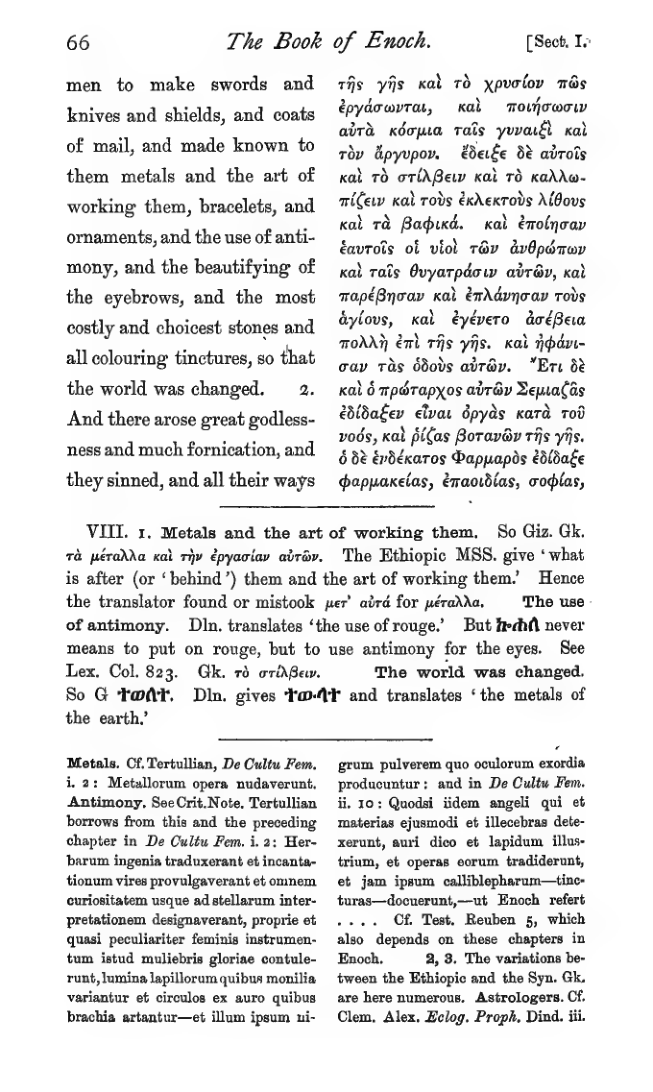 66 The Book of Enoch. [Sect. I.
men to make swords and
knives and shields, and coats
of mail, and made known to
them metals and the art of
working them, bracelets, and
ornaments, and the use of anti-
mony, and the beautifying of
the eyebrows, and the most
costly and choicest stones and
all colouring tinctures, so that
the world was changed. 2.
And there arose great godless-
ness and much fornication, and
they sinned, and all their ways
τῆς γῆς καὶ τὸ χρυσίον πῶς
ἐργάσωνται, καὶ ποιήσωσιν
αὐτὰ κόσμια ταῖς γυναιξὶ καὶ
τὸν ἄργυρον. ἔδειξε δὲ αὐτοῖς
καὶ τὸ στίλβειν καὶ τὸ καλλω-
πίζειν καὶ τοὺς ἐκλεκτοὺς λίθους
καὶ τὰ βαφικά. καὶ ἐποίησαν
ἑαυτοῖς οἱ υἱοὶ τῶν ἀνθρώπων
καὶ ταῖς θυγατράσιν αὐτῶν, καὶ
παρέβησαν καὶ ἐπλάνησαν τοὺς
ἁγίους, καὶ ἐγένετο ἀσέβεια
πολλὴ ἐπὶ τῆς γῆς. καὶ ἠφάνι-
σαν τὰς ὁδοὺς αὐτῶν. Ἔτι δὲ
καὶ ὁ πρώταρχος αὐτῶν Σεμιαζᾶς
ἐδίδαξεν εἶναι ὀργὰς κατὰ τοῦ
νοός, καὶ ῥίζας βοτανῶν τῆς γῆς.
ὁ δὲ ἑνδέκατος Φαρμαρὸς ἐδίδαξε
φαρμακείας, ἐπαοιδίας, σοφίας,
VIII. 1. Metals and the art of working them. So Giz. Gk.
τὰ μέταλλα καὶ τὴν ἐργασίαν αὐτῶν. The Ethiopic MSS. give ‘what
is after (or ‘behind’) them and the art of working them.’ Hence
the translator found or mistook μετ’ αὐτά for μέταλλα. The use
of antimony. Dln. translates ‘the use of rouge.’ But ኵሕለ never
means to put on rouge, but to use antimony for the eyes. See
Lex. Col. 823. Gk. τὸ στίλβειν. The world was changed.
So G ተወለተ. Dln. gives ተውላጥ and translates ‘the metals of
the earth.’
Metals. Cf. Tertullian, De Cultu Fem.
i. 2: Metallorum opera nudaverunt.
Antimony. See Crit. Note. Tertullian
borrows from this and the preceding
chapter in De Cultu Fem. i. 2: Her-
barum ingenia traduxerant et incanta-
tionum vires provulgaverant et omnem
curiositatem usque ad stellarum inter-
pretationem designaverant, proprie et
quasi peculiariter feminis instrumen-
tum istud muliebris gloriae contule-
runt, lumina lapillorum quibus monilia
variantur et circulos ex auro quibus
brachia artantur—et illum ipsum ni-
grum pulverem quo oculorum exordia
producuntur: and in De Cultu Fem.
ii. 10: Quodsi iidem angeli qui et
materias ejusmodi et illecebras dete-
xerunt, auri dico et lapidum illus-
trium, et operas eorum tradiderunt,
et jam ipsum calliblepharum—tinc-
turas—docuerunt,—ut Enoch refert
.... Cf. Test. Reuben 5, which
also depends on these chapters in
Enoch. 2, 3. The variations be-
tween the Ethiopic and the Syn. Gk.
are here numerous. Astrologers. Cf.
Clem. Alex. Eclog. Proph. Dind. iii.